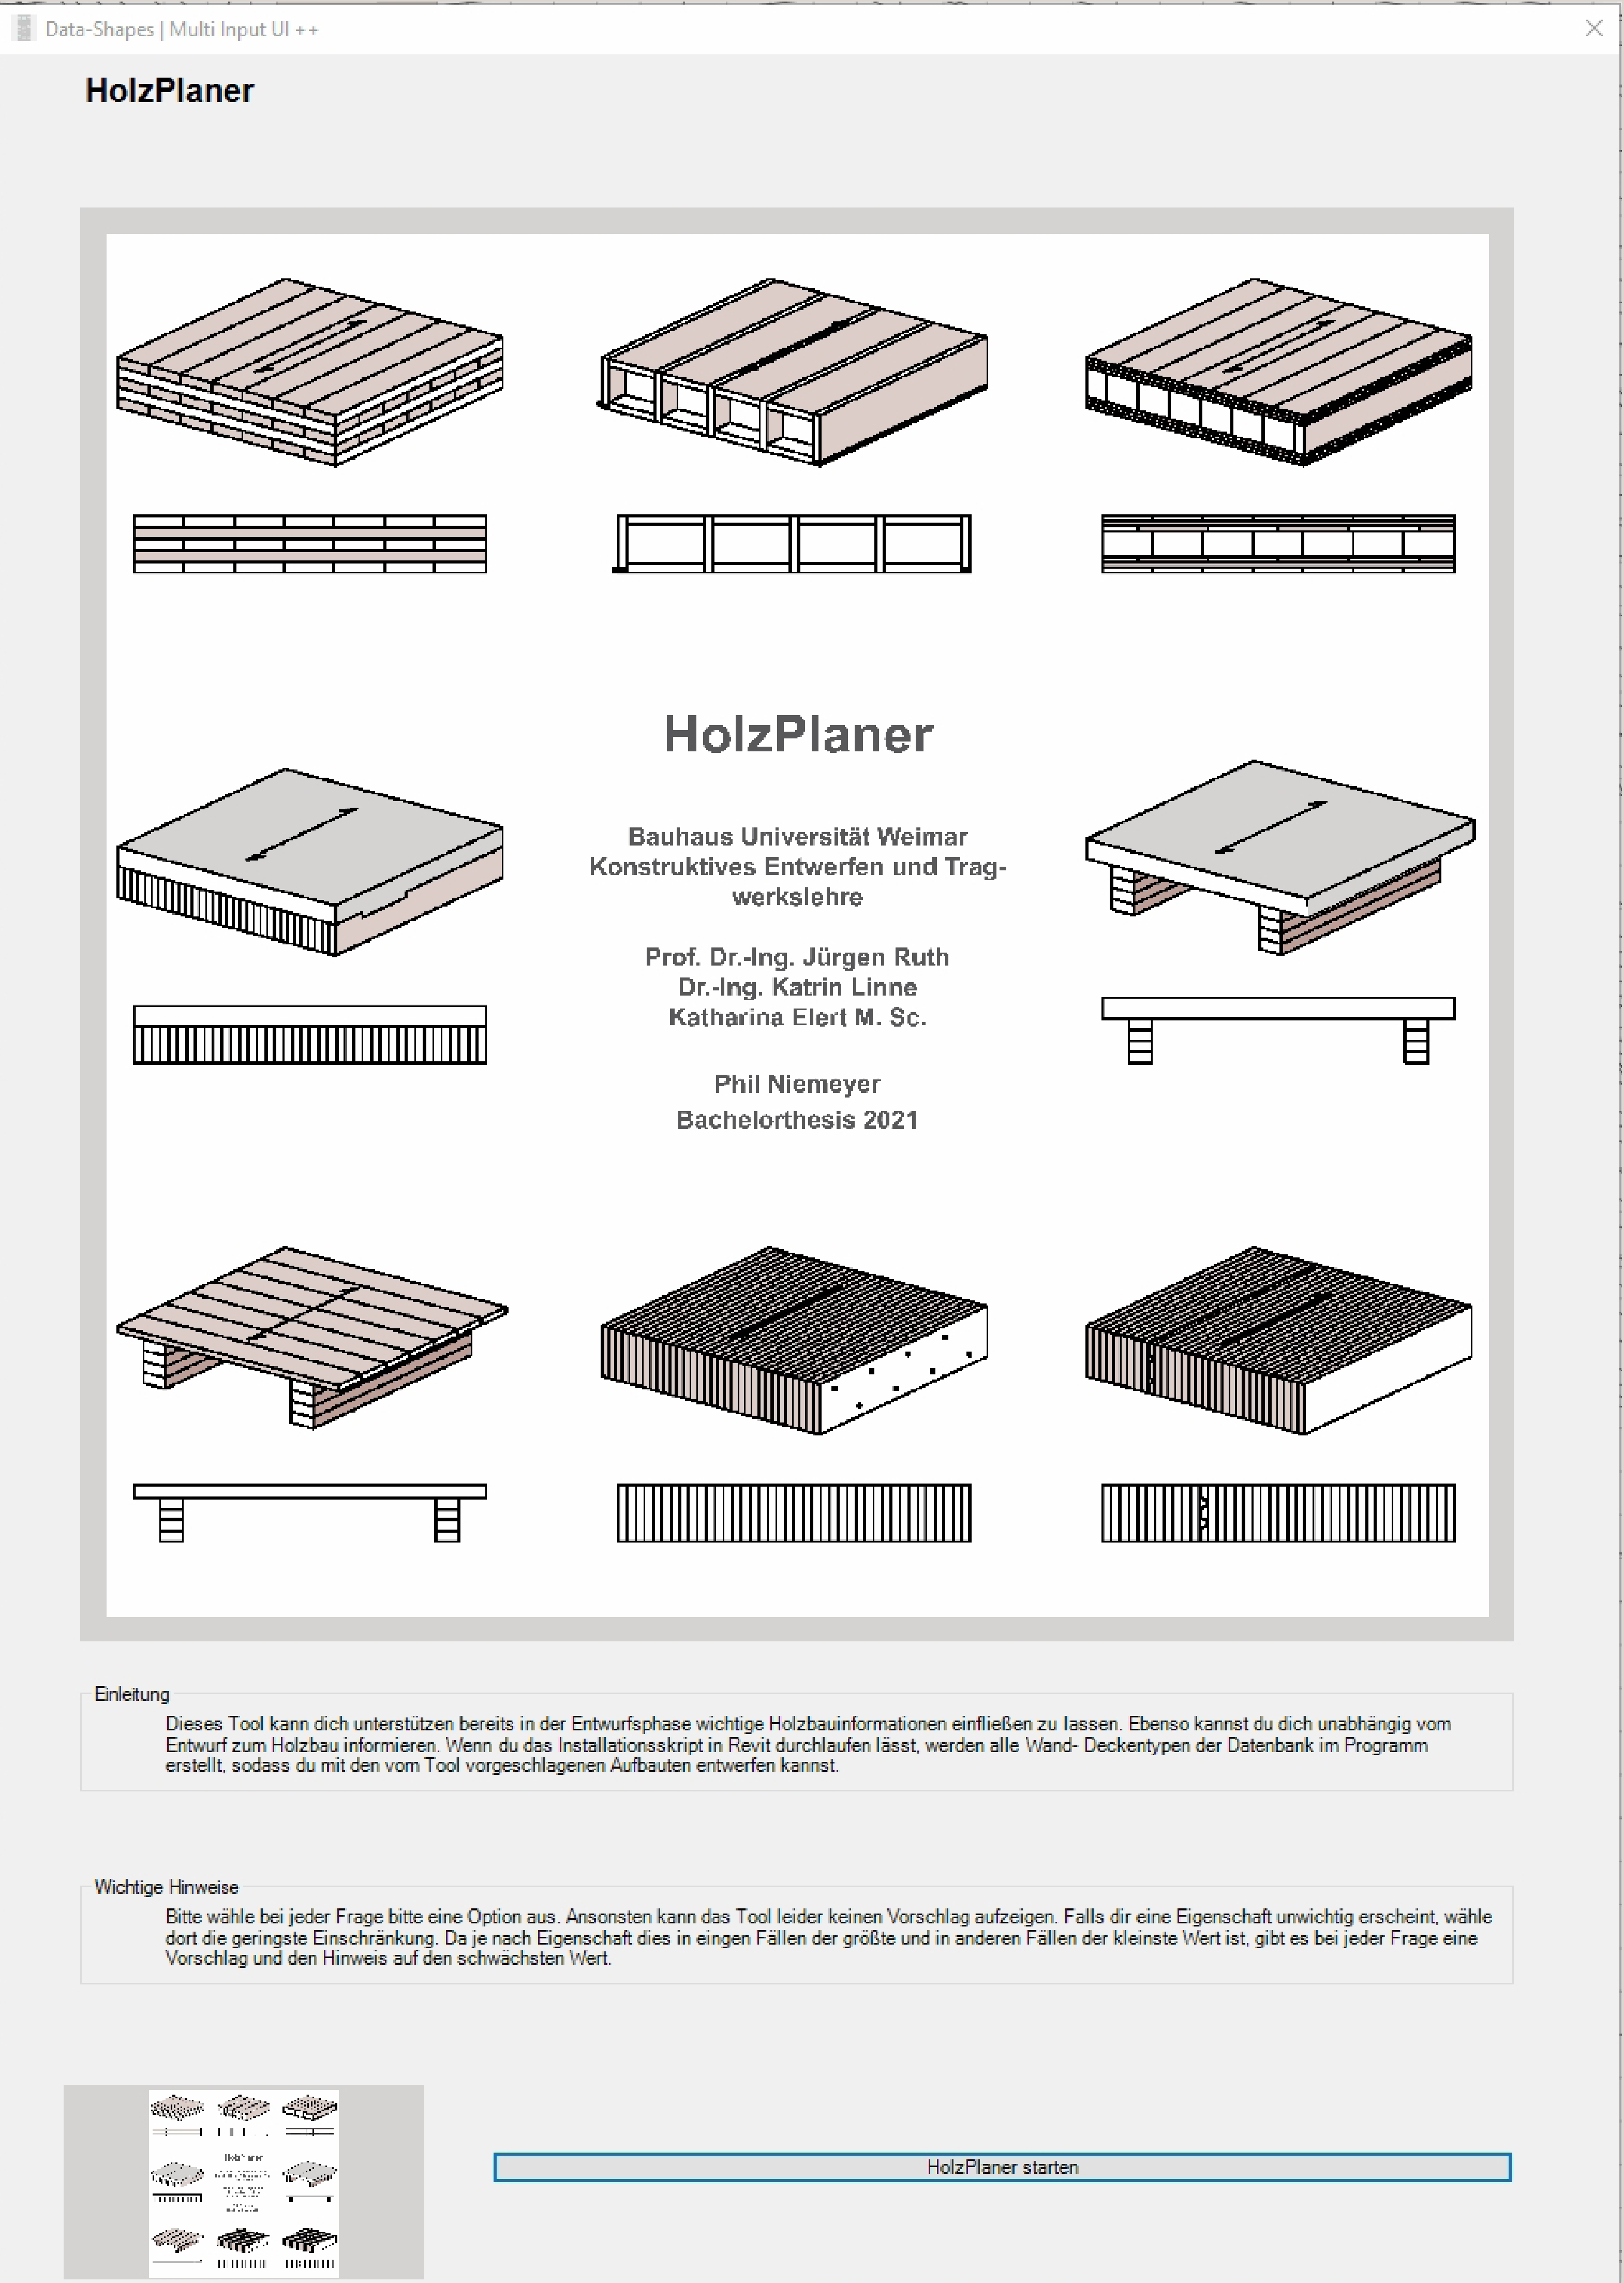 Data-Shapes | Multi Input UI ++
HolzPlaner
HolzPlaner
Bauhaus Universität Weimar
Konstruktives Entwerfen und Trag-
werkslehre
Prof. Dr.-Ing. Jürgen Ruth
Dr.-Ing. Katrin Linne
Katharina Elert M. Sc.
Phil Niemeyer
Bachelorthesis 2021
Einleitung
Dieses Tool kann dich unterstützen bereits in der Entwurfsphase wichtige Holzbauinformationen einfließen zu lassen. Ebenso kannst du dich unabhängig vom
Entwurf zum Holzbau informieren. Wenn du das Installationsskript in Revit durchlaufen lässt, werden alle Wand- Deckentypen der Datenbank im Programm
erstellt, sodass du mit den vom Tool vorgeschlagenen Aufbauten entwerfen kannst.
Wichtige Hinweise
Bitte wähle bei jeder Frage bitte eine Option aus. Ansonsten kann das Tool leider keinen Vorschlag aufzeigen. Falls dir eine Eigenschaft unwichtig erscheint, wähle
dort die geringste Einschränkung. Da je nach Eigenschaft dies in eingen Fällen der größte und in anderen Fällen der kleinste Wert ist, gibt es bei jeder Frage eine
Vorschlag und den Hinweis auf den schwächsten Wert.
HolzPlaner starten